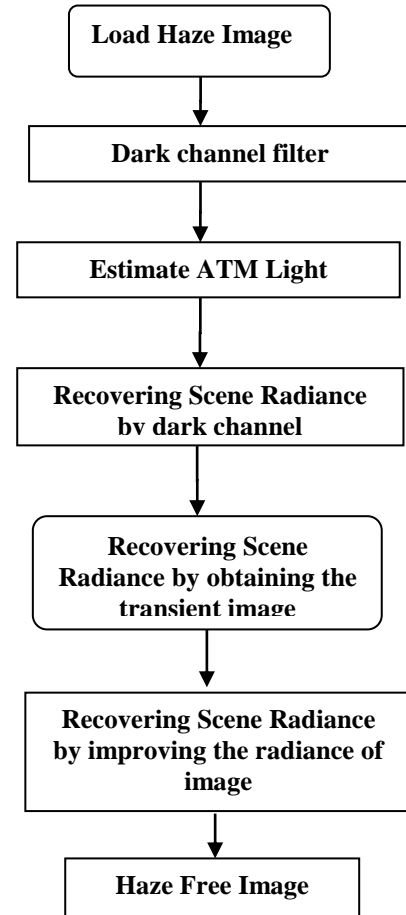 Load Haze Image
Dark channel filter
Estimate ATM Light
Recovering Scene Radiance
by dark channel
Recovering Scene
Radiance by obtaining the
transient image
Recovering Scene Radiance
by improving the radiance of
image
Haze Free Image